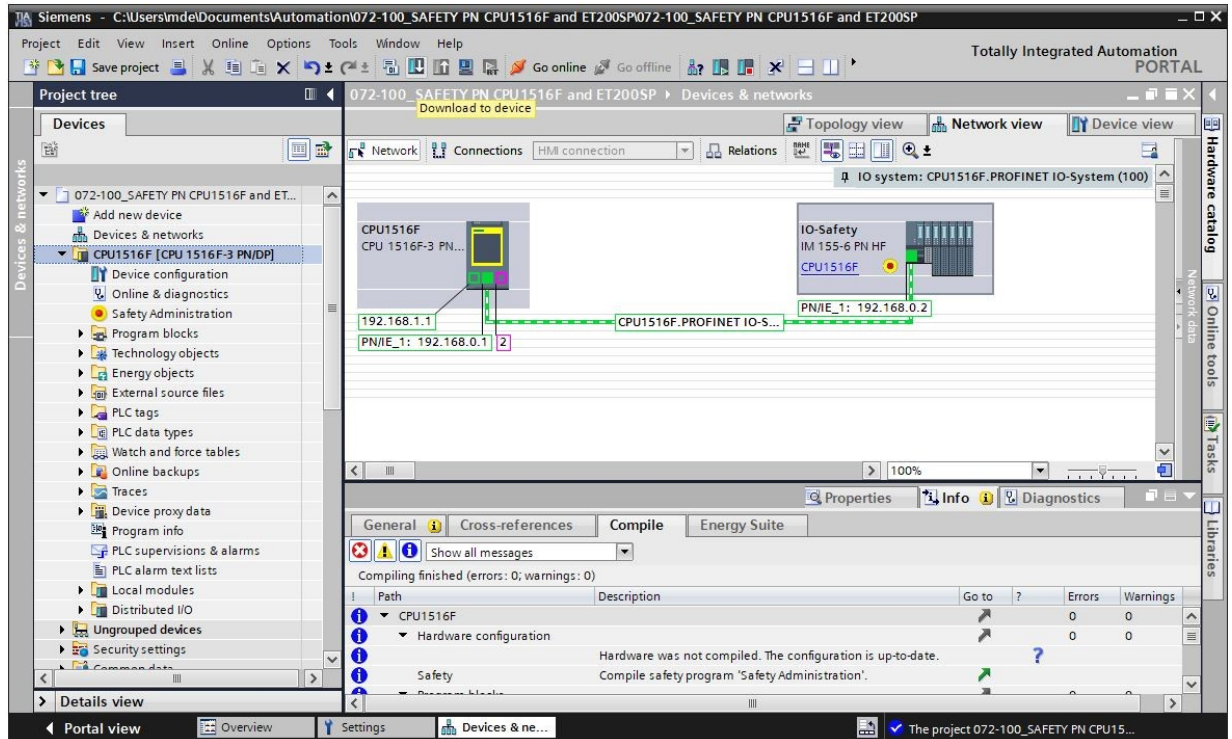 Siemens - C:\Users\mde\Documents\Automation\072-100_SAFETY PN CPU1516F and ET200SP\072-100_SAFETY PN CPU1516F and ET200SP
Project Edit View Insert Online Options Tools Window Help
Totally Integrated Automation
PORTAL
Save project Go online Go offline
Project tree
072-100_SAFETY PN CPU1516F and ET200SP Devices & networks
Download to device
Devices
Topology view Network view Device view
Network Connections HMI connection Relations
IO system: CPU1516F.PROFINET IO-System (100)
072-100_SAFETY PN CPU1516F and ET...
Add new device
Devices & networks
CPU1516F [CPU 1516F-3 PN/DP]
Device configuration
Online & diagnostics
Safety Administration
Program blocks
Technology objects
Energy objects
External source files
PLC tags
PLC data types
Watch and force tables
Online backups
Traces
Device proxy data
Program info
PLC supervisions & alarms
PLC alarm text lists
Local modules
Distributed I/O
Ungrouped devices
Security settings
Common data
Details view
CPU1516F
CPU 1516F-3 PN...
IO-Safety
IM 155-6 PN HF
CPU1516F
192.168.1.1
PN/IE_1: 192.168.0.1 2
CPU1516F.PROFINET IO-S...
PN/IE_1: 192.168.0.2
100%
Properties Info Diagnostics
General Cross-references Compile Energy Suite
Show all messages
Compiling finished (errors: 0; warnings: 0)
! Path Description Go to ? Errors Warnings
CPU1516F 0 0
Hardware configuration 0 0
Hardware was not compiled. The configuration is up-to-date. ?
Safety Compile safety program 'Safety Administration'.
Program blocks 0 0
Devices & networks
Hardware catalog
Online tools
Tasks
Libraries
Network data
Portal view Overview Settings Devices & ne... The project 072-100_SAFETY PN CPU15...